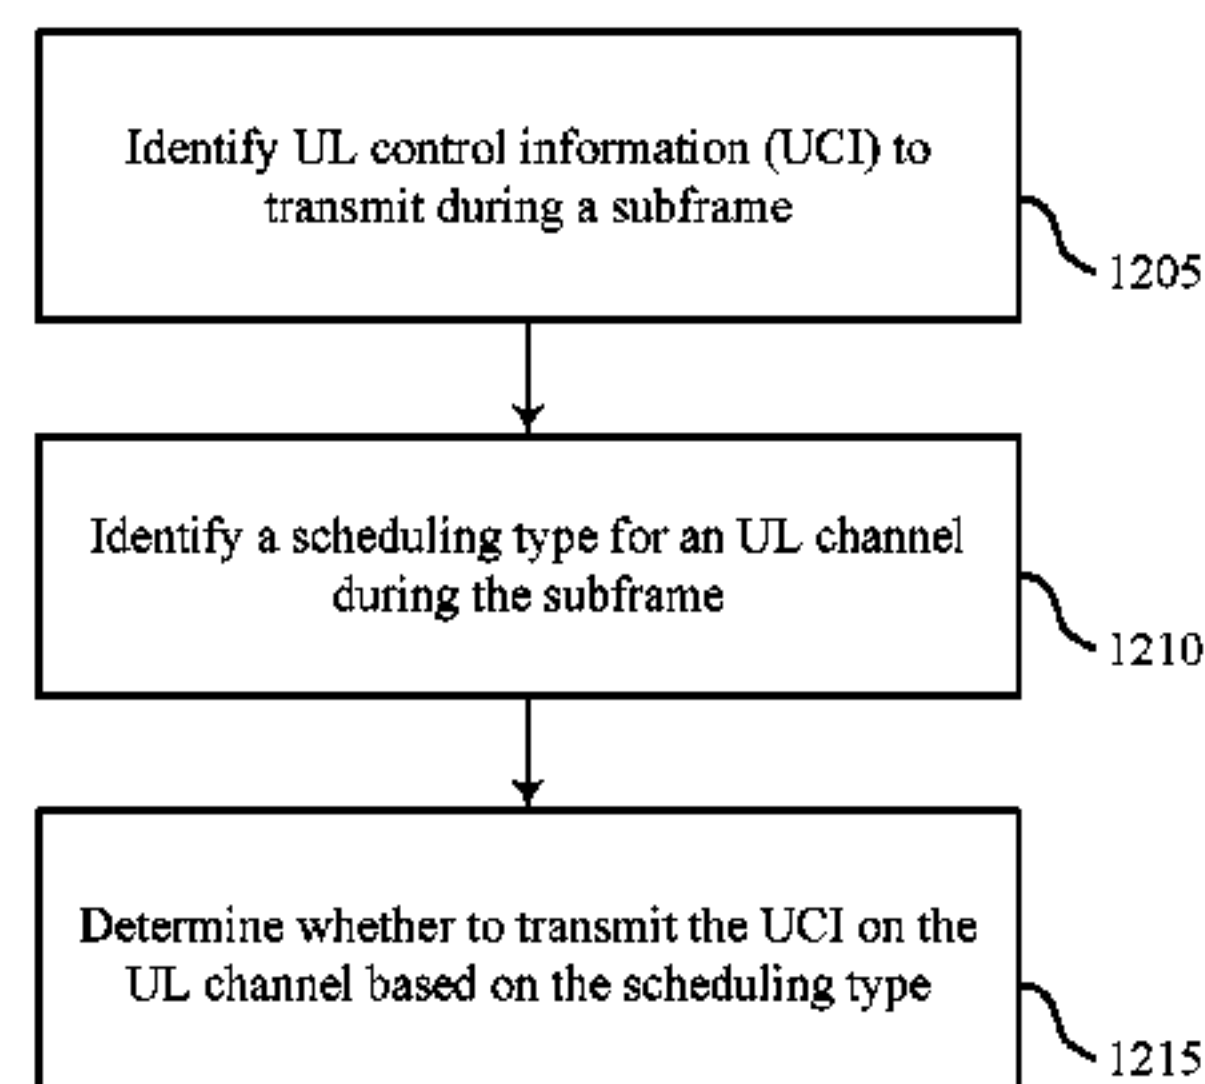 Identify UL control information (UCI) to
transmit during a subframe
1205
Identify a scheduling type for an UL channel
during the subframe
1210
Determine whether to transmit the UCI on the
UL channel based on the scheduling type
1215